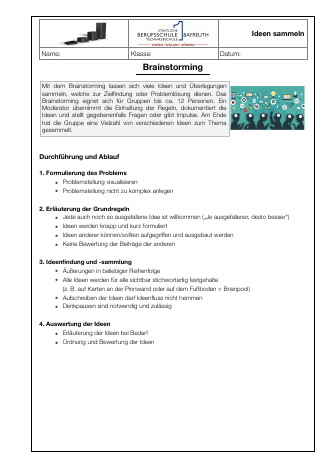 STAATLICHE
BERUFSSCHULE 1 BAYREUTH
TECHNIKERSCHULE
Ideen sammeln
Name: Klasse: Datum:
Brainstorming
Mit dem Brainstorming lassen sich viele Ideen und Überlegungen
sammeln, welche zur Zielfindung oder Problemlösung dienen. Das
Brainstorming eignet sich für Gruppen bis ca. 12 Personen. Ein
Moderator übernimmt die Einhaltung der Regeln, dokumentiert die
Ideen und stellt gegebenenfalls Fragen oder gibt Impulse. Am Ende
hat die Gruppe eine Vielzahl von verschiedenen Ideen zum Thema
gesammelt.
Durchführung und Ablauf
1. Formulierung des Problems
• Problemstellung visualisieren
• Problemstellung nicht zu komplex anlegen
2. Erläuterung der Grundregeln
• Jede auch noch so ausgefallene Idee ist willkommen („Je ausgefallener, desto besser“)
• Ideen werden knapp und kurz formuliert
• Ideen anderer können/sollten aufgegriffen und ausgebaut werden
• Keine Bewertung der Beiträge der anderen
3. Ideenfindung und -sammlung
• Äußerungen in beliebiger Reihenfolge
• Alle Ideen werden für alle sichtbar stichwortartig festgehalten
(z. B. auf Karten an der Pinnwand oder auf dem Fußboden = Brainpool)
• Aufschreiben der Ideen darf Ideenfluss nicht hemmen
• Denkpausen sind notwendig und zulässig
4. Auswertung der Ideen
• Erläuterung der Ideen bei Bedarf
• Ordnung und Bewertung der Ideen